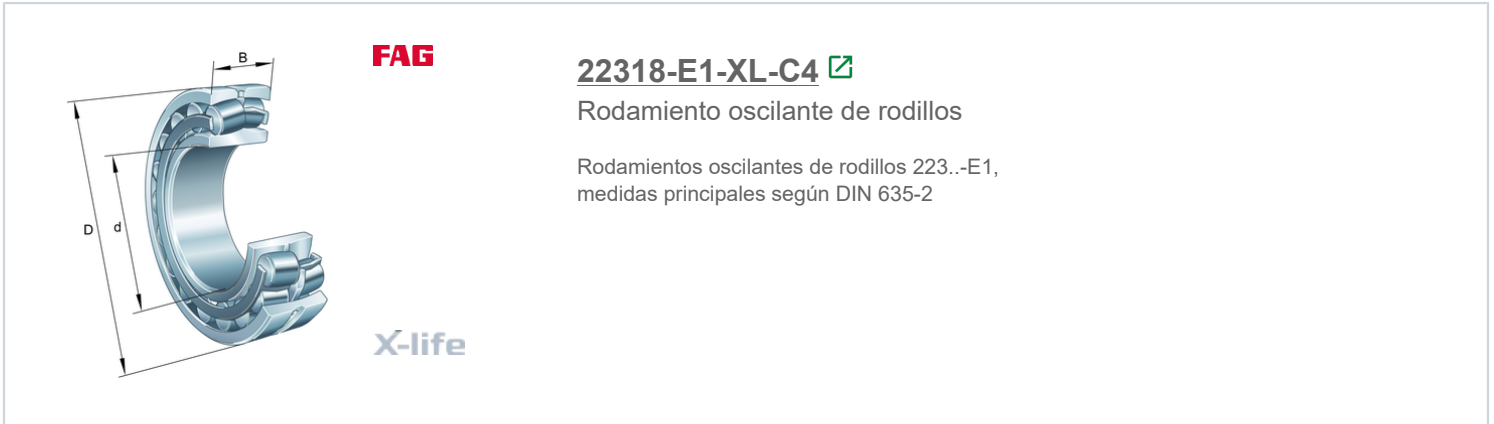 FAG
22318-E1-XL-C4
Rodamiento oscilante de rodillos
Rodamientos oscilantes de rodillos 223..-E1,
medidas principales según DIN 635-2
B
D
d
X-life